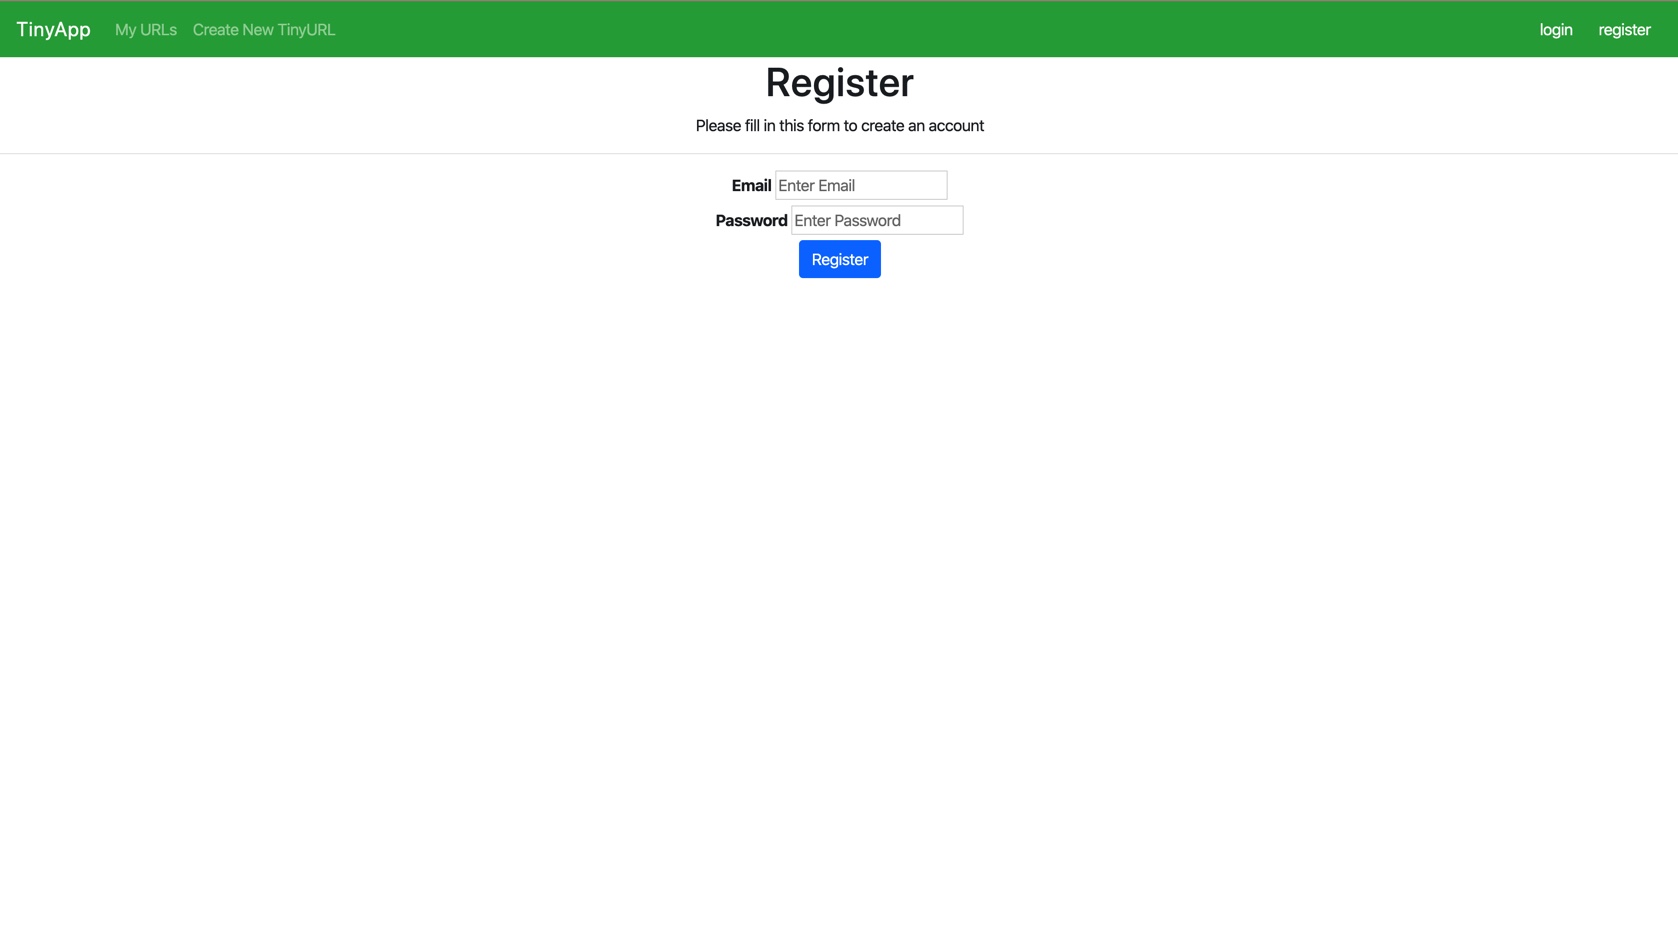 TinyApp My URLs Create New TinyURL login register
Register
Please fill in this form to create an account
Email Enter Email
Password Enter Password
Register